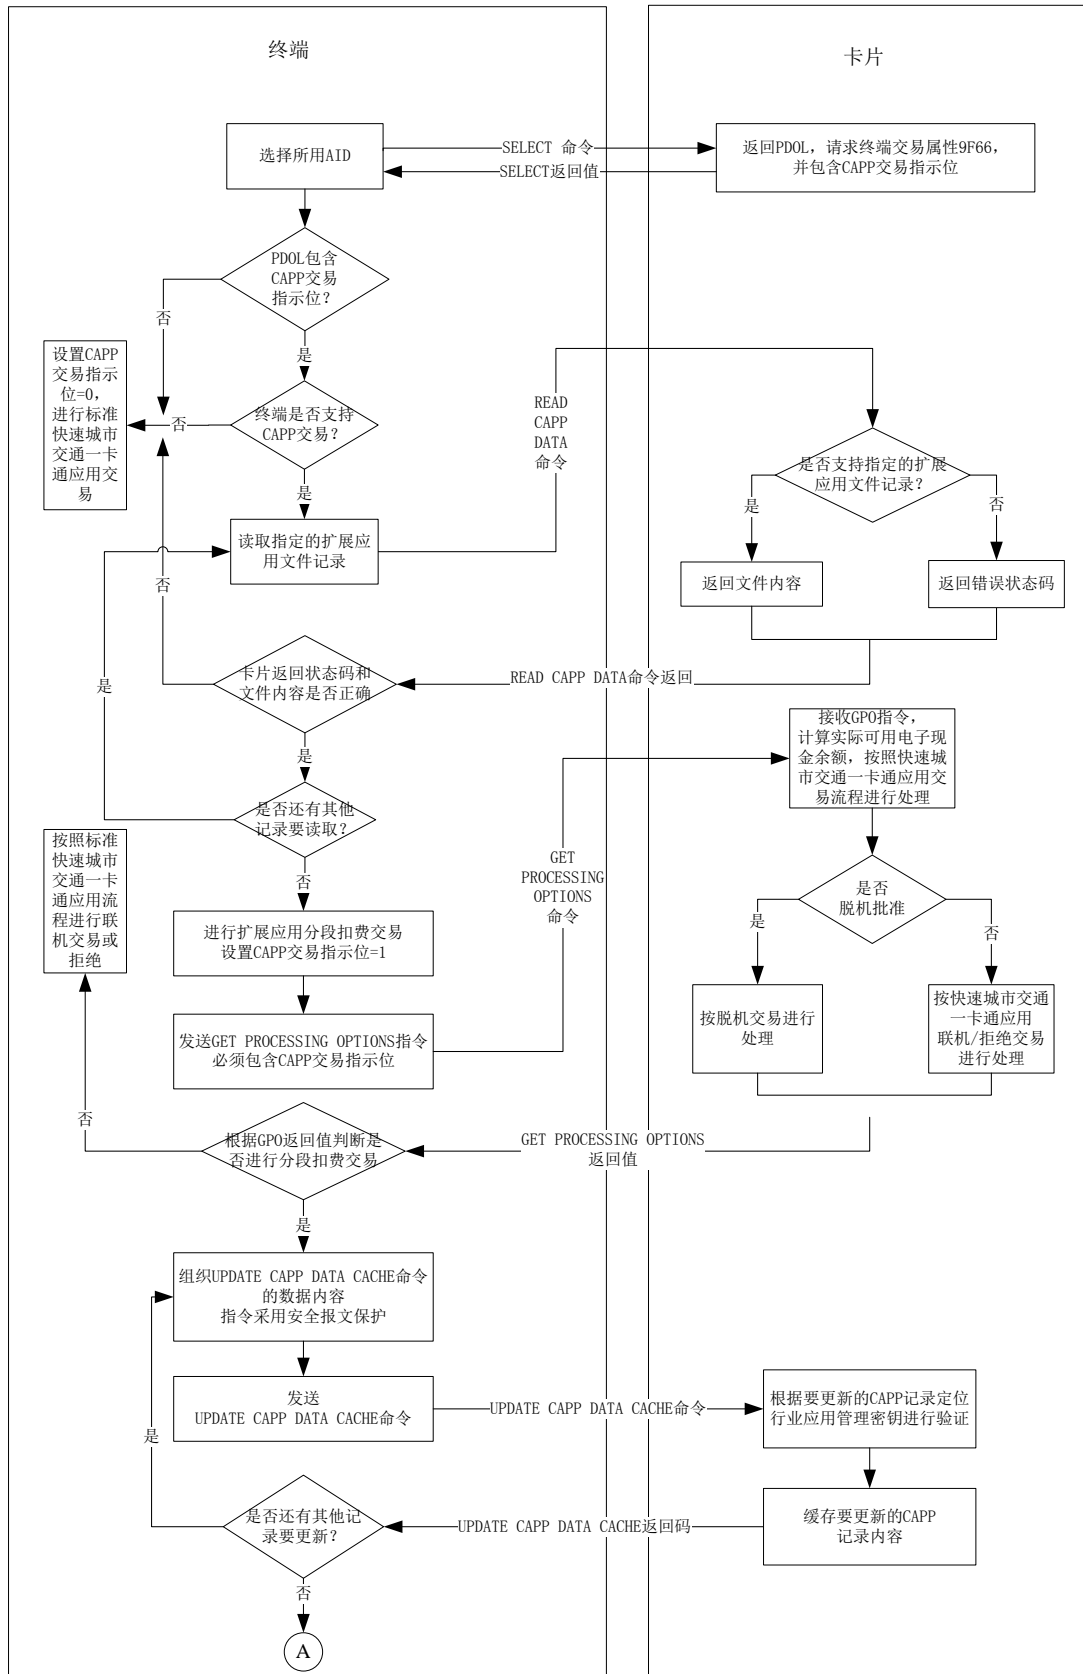 终端
卡片
选择所用AID
SELECT 命令
SELECT返回值
返回PDOL，请求终端交易属性9F66，
并包含CAPP交易指示位
PDOL包含
CAPP交易
指示位？
否
是
设置CAPP
交易指示
位=0，
进行标准
快速城市
交通一卡
通应用交
易
否
终端是否支持
CAPP交易？
READ
CAPP
DATA
命令
是否支持指定的扩展
应用文件记录？
是
是
否
读取指定的扩展应
用文件记录
否
返回文件内容
返回错误状态码
卡片返回状态码和
文件内容是否正确
READ CAPP DATA命令返回
是
是
接收GPO指令，
计算实际可用电子现
金余额，按照快速城
市交通一卡通应用交
易流程进行处理
是否还有其他
记录要读取？
按照标准
快速城市
交通一卡
通应用流
程进行联
机交易或
拒绝
GET
PROCESSING
OPTIONS
命令
否
是否
脱机批准
是
否
进行扩展应用分段扣费交易
设置CAPP交易指示位=1
按脱机交易进行
处理
按快速城市交通
一卡通应用
联机/拒绝交易
进行处理
发送GET PROCESSING OPTIONS指令
必须包含CAPP交易指示位
否
根据GPO返回值判断是
否进行分段扣费交易
GET PROCESSING OPTIONS
返回值
是
组织UPDATE CAPP DATA CACHE命令
的数据内容
指令采用安全报文保护
发送
UPDATE CAPP DATA CACHE命令
UPDATE CAPP DATA CACHE命令
根据要更新的CAPP记录定位
行业应用管理密钥进行验证
是
是否还有其他记
录要更新？
UPDATE CAPP DATA CACHE返回码
缓存要更新的CAPP
记录内容
否
A